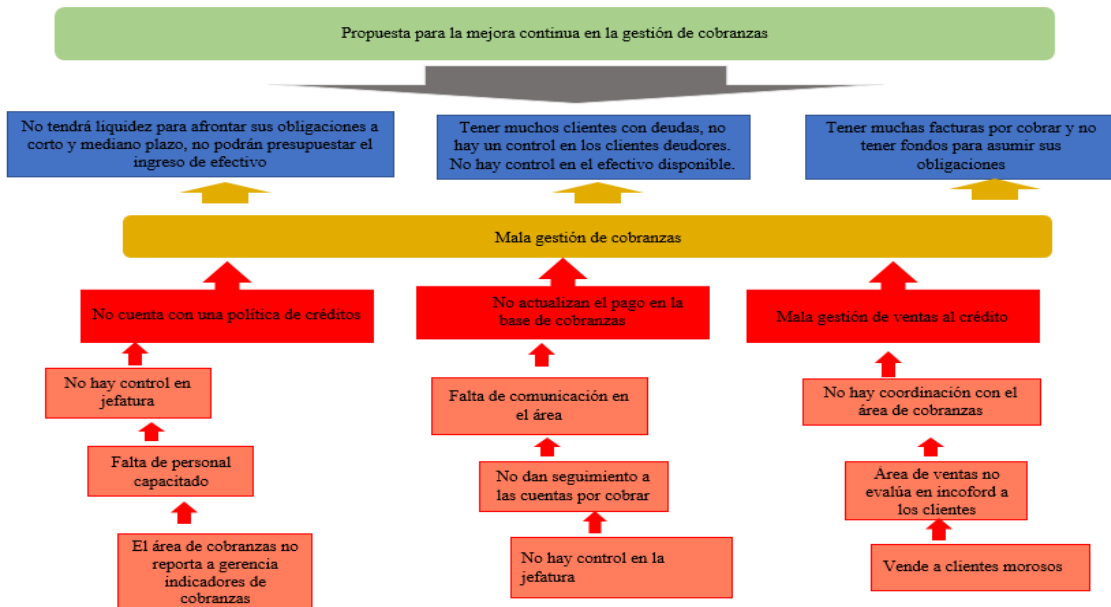 Propuesta para la mejora continua en la gestión de cobranzas
No tendrá liquidez para afrontar sus obligaciones a
corto y mediano plazo, no podrán presupuestar el
ingreso de efectivo
Tener muchos clientes con deudas, no
hay un control en los clientes deudores.
No hay control en el efectivo disponible.
Tener muchas facturas por cobrar y no
tener fondos para asumir sus
obligaciones
Mala gestión de cobranzas
No cuenta con una política de créditos
No actualizan el pago en la
base de cobranzas
Mala gestión de ventas al crédito
No hay control en
jefatura
Falta de comunicación en
el área
No hay coordinación con el
área de cobranzas
Falta de personal
capacitado
No dan seguimiento a
las cuentas por cobrar
Área de ventas no
evalúa en incoford a
los clientes
El área de cobranzas no
reporta a gerencia
indicadores de
cobranzas
No hay control en la
jefatura
Vende a clientes morosos